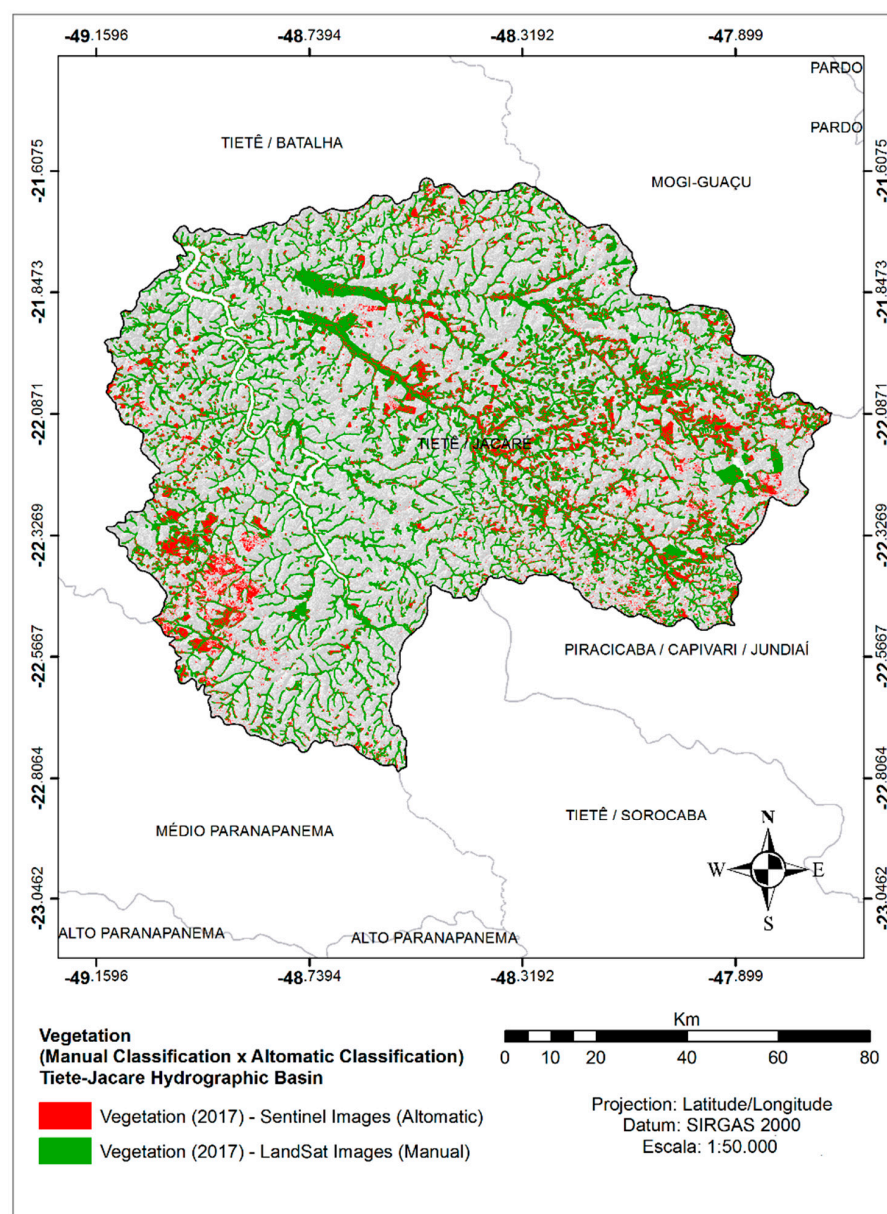 -49.1596 -48.7394 -48.3192 -47.899
PARDO
PARDO
TIETÊ / BATALHA
MOGI-GUAÇU
-21.6075 -21.6075
-21.8473 -21.8473
-22.0871 -22.0871
TIETÊ / JACARÉ
-22.3269 -22.3269
PIRACICABA / CAPIVARI / JUNDIAÍ
-22.5667 -22.5667
-22.8064 -22.8064
TIETÊ / SOROCABA
MÉDIO PARANAPANEMA
N
W E
S
-23.0462 -23.0462
ALTO PARANAPANEMA
ALTO PARANAPANEMA
-49.1596 -48.7394 -48.3192 -47.899
Vegetation
(Manual Classification x Altomatic Classification)
Tiete-Jacare Hydrographic Basin
Vegetation (2017) - Sentinel Images (Altomatic)
Vegetation (2017) - LandSat Images (Manual)
Km
0 10 20 40 60 80
Projection: Latitude/Longitude
Datum: SIRGAS 2000
Escala: 1:50.000